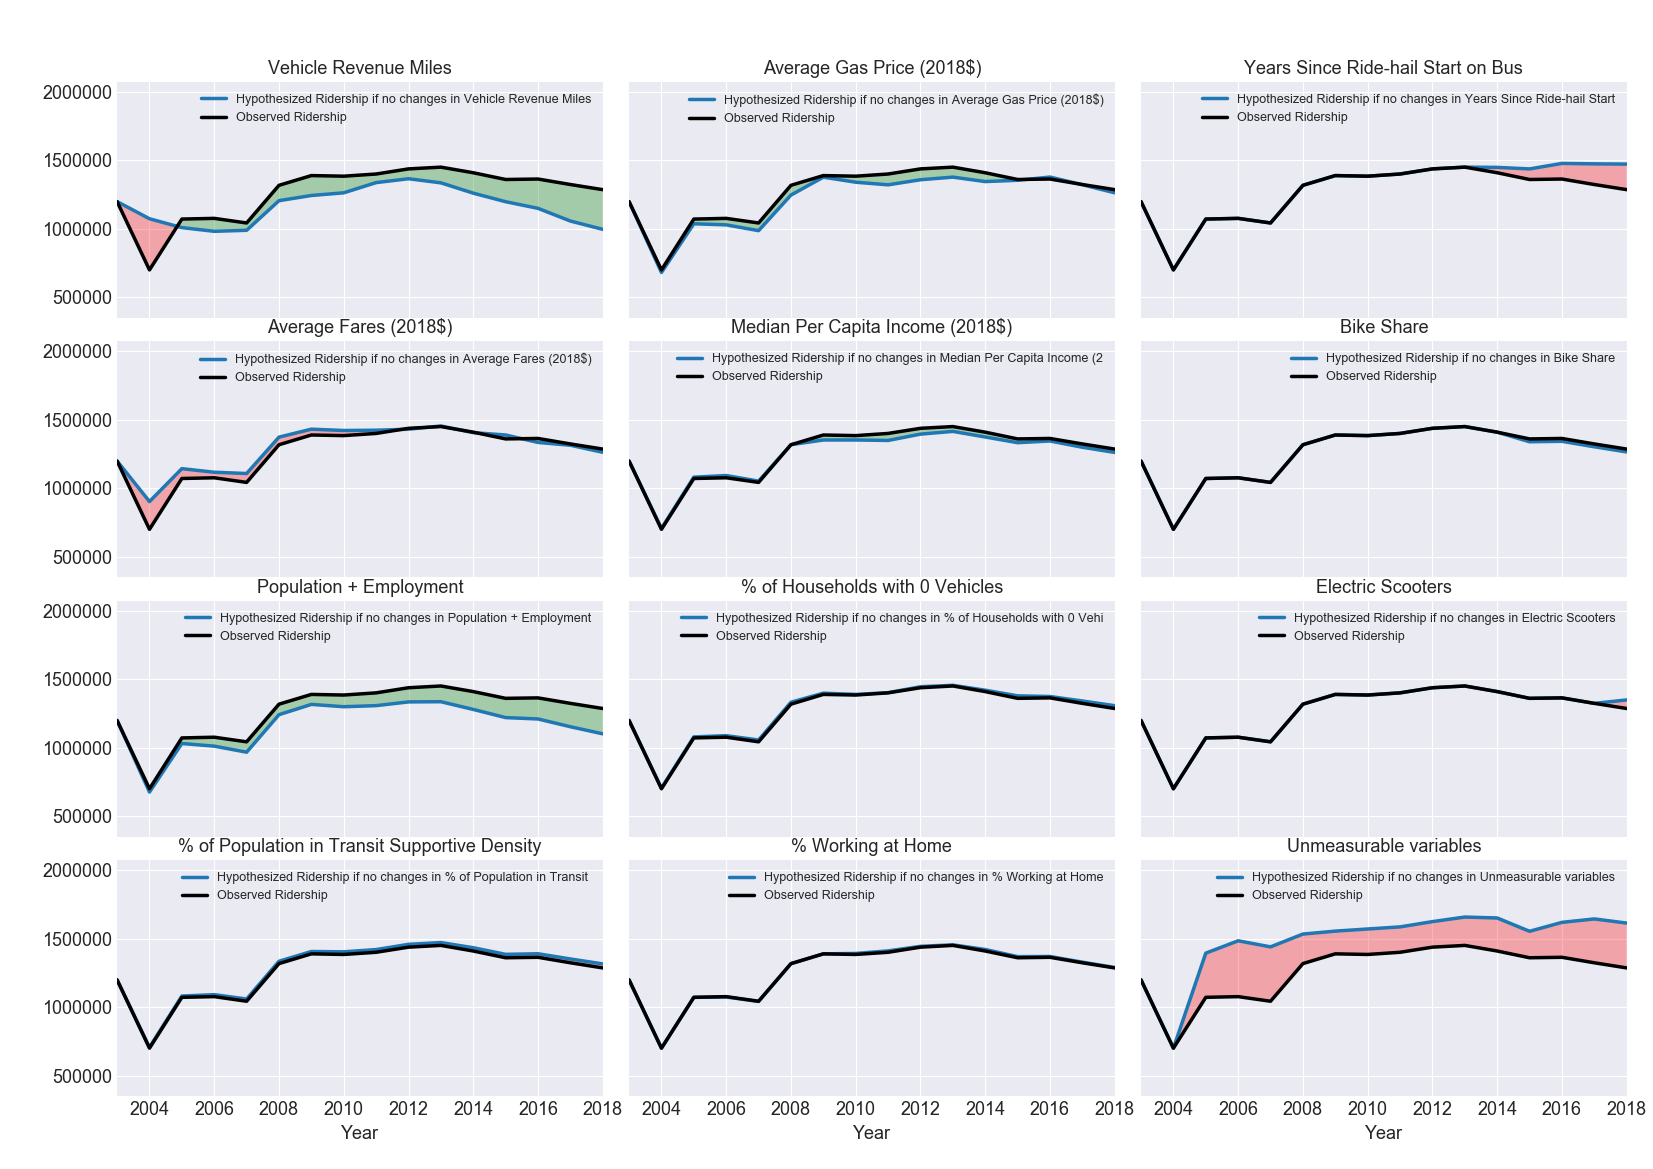 Vehicle Revenue Miles
2000000
1500000
1000000
500000
Hypothesized Ridership if no changes in Vehicle Revenue Miles
Observed Ridership
Average Gas Price (2018$)
Hypothesized Ridership if no changes in Average Gas Price (2018$)
Observed Ridership
Years Since Ride-hail Start on Bus
Hypothesized Ridership if no changes in Years Since Ride-hail Start
Observed Ridership
Average Fares (2018$)
2000000
1500000
1000000
500000
Hypothesized Ridership if no changes in Average Fares (2018$)
Observed Ridership
Median Per Capita Income (2018$)
Hypothesized Ridership if no changes in Median Per Capita Income (2
Observed Ridership
Bike Share
Hypothesized Ridership if no changes in Bike Share
Observed Ridership
Population + Employment
2000000
1500000
1000000
500000
Hypothesized Ridership if no changes in Population + Employment
Observed Ridership
% of Households with 0 Vehicles
Hypothesized Ridership if no changes in % of Households with 0 Vehi
Observed Ridership
Electric Scooters
Hypothesized Ridership if no changes in Electric Scooters
Observed Ridership
% of Population in Transit Supportive Density
2000000
1500000
1000000
500000
Hypothesized Ridership if no changes in % of Population in Transit
Observed Ridership
2004 2006 2008 2010 2012 2014 2016 2018
Year
% Working at Home
Hypothesized Ridership if no changes in % Working at Home
Observed Ridership
2004 2006 2008 2010 2012 2014 2016 2018
Year
Unmeasurable variables
Hypothesized Ridership if no changes in Unmeasurable variables
Observed Ridership
2004 2006 2008 2010 2012 2014 2016 2018
Year